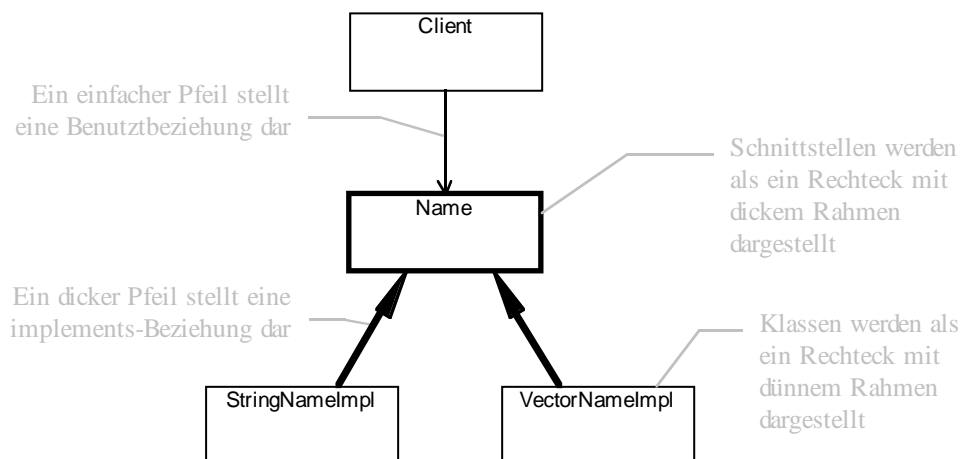 Client
Ein einfacher Pfeil stellt
eine Benutztbeziehung dar
Schnittstellen werden
als ein Rechteck mit
dickem Rahmen
dargestellt
Name
Ein dicker Pfeil stellt eine
implements-Beziehung dar
Klassen werden als
ein Rechteck mit
dünnem Rahmen
dargestellt
StringNameImpl
VectorNameImpl